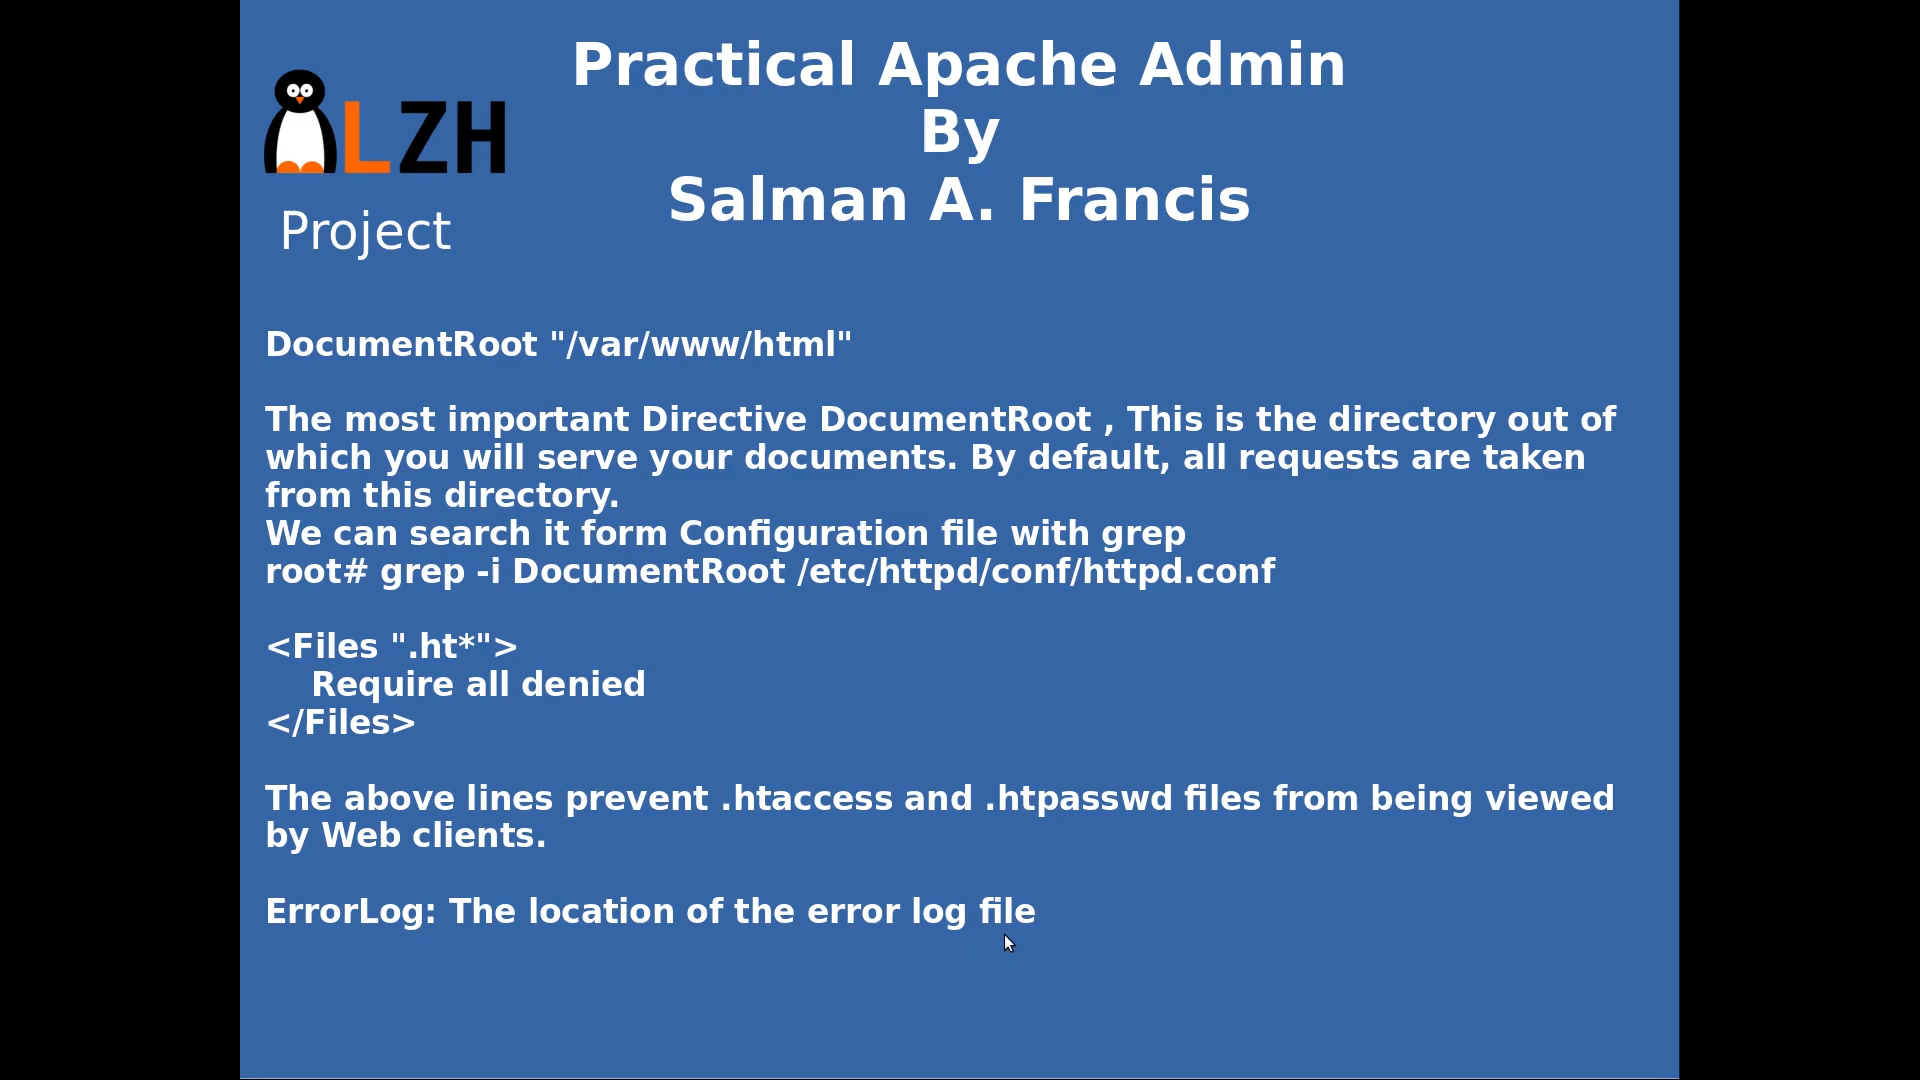 Practical Apache Admin
By
Salman A. Francis
LZH
Project
DocumentRoot "/var/www/html"
The most important Directive DocumentRoot , This is the directory out of
which you will serve your documents. By default, all requests are taken
from this directory.
We can search it form Configuration file with grep
root# grep -i DocumentRoot /etc/httpd/conf/httpd.conf
<Files ".ht*">
    Require all denied
</Files>
The above lines prevent .htaccess and .htpasswd files from being viewed
by Web clients.
ErrorLog: The location of the error log file